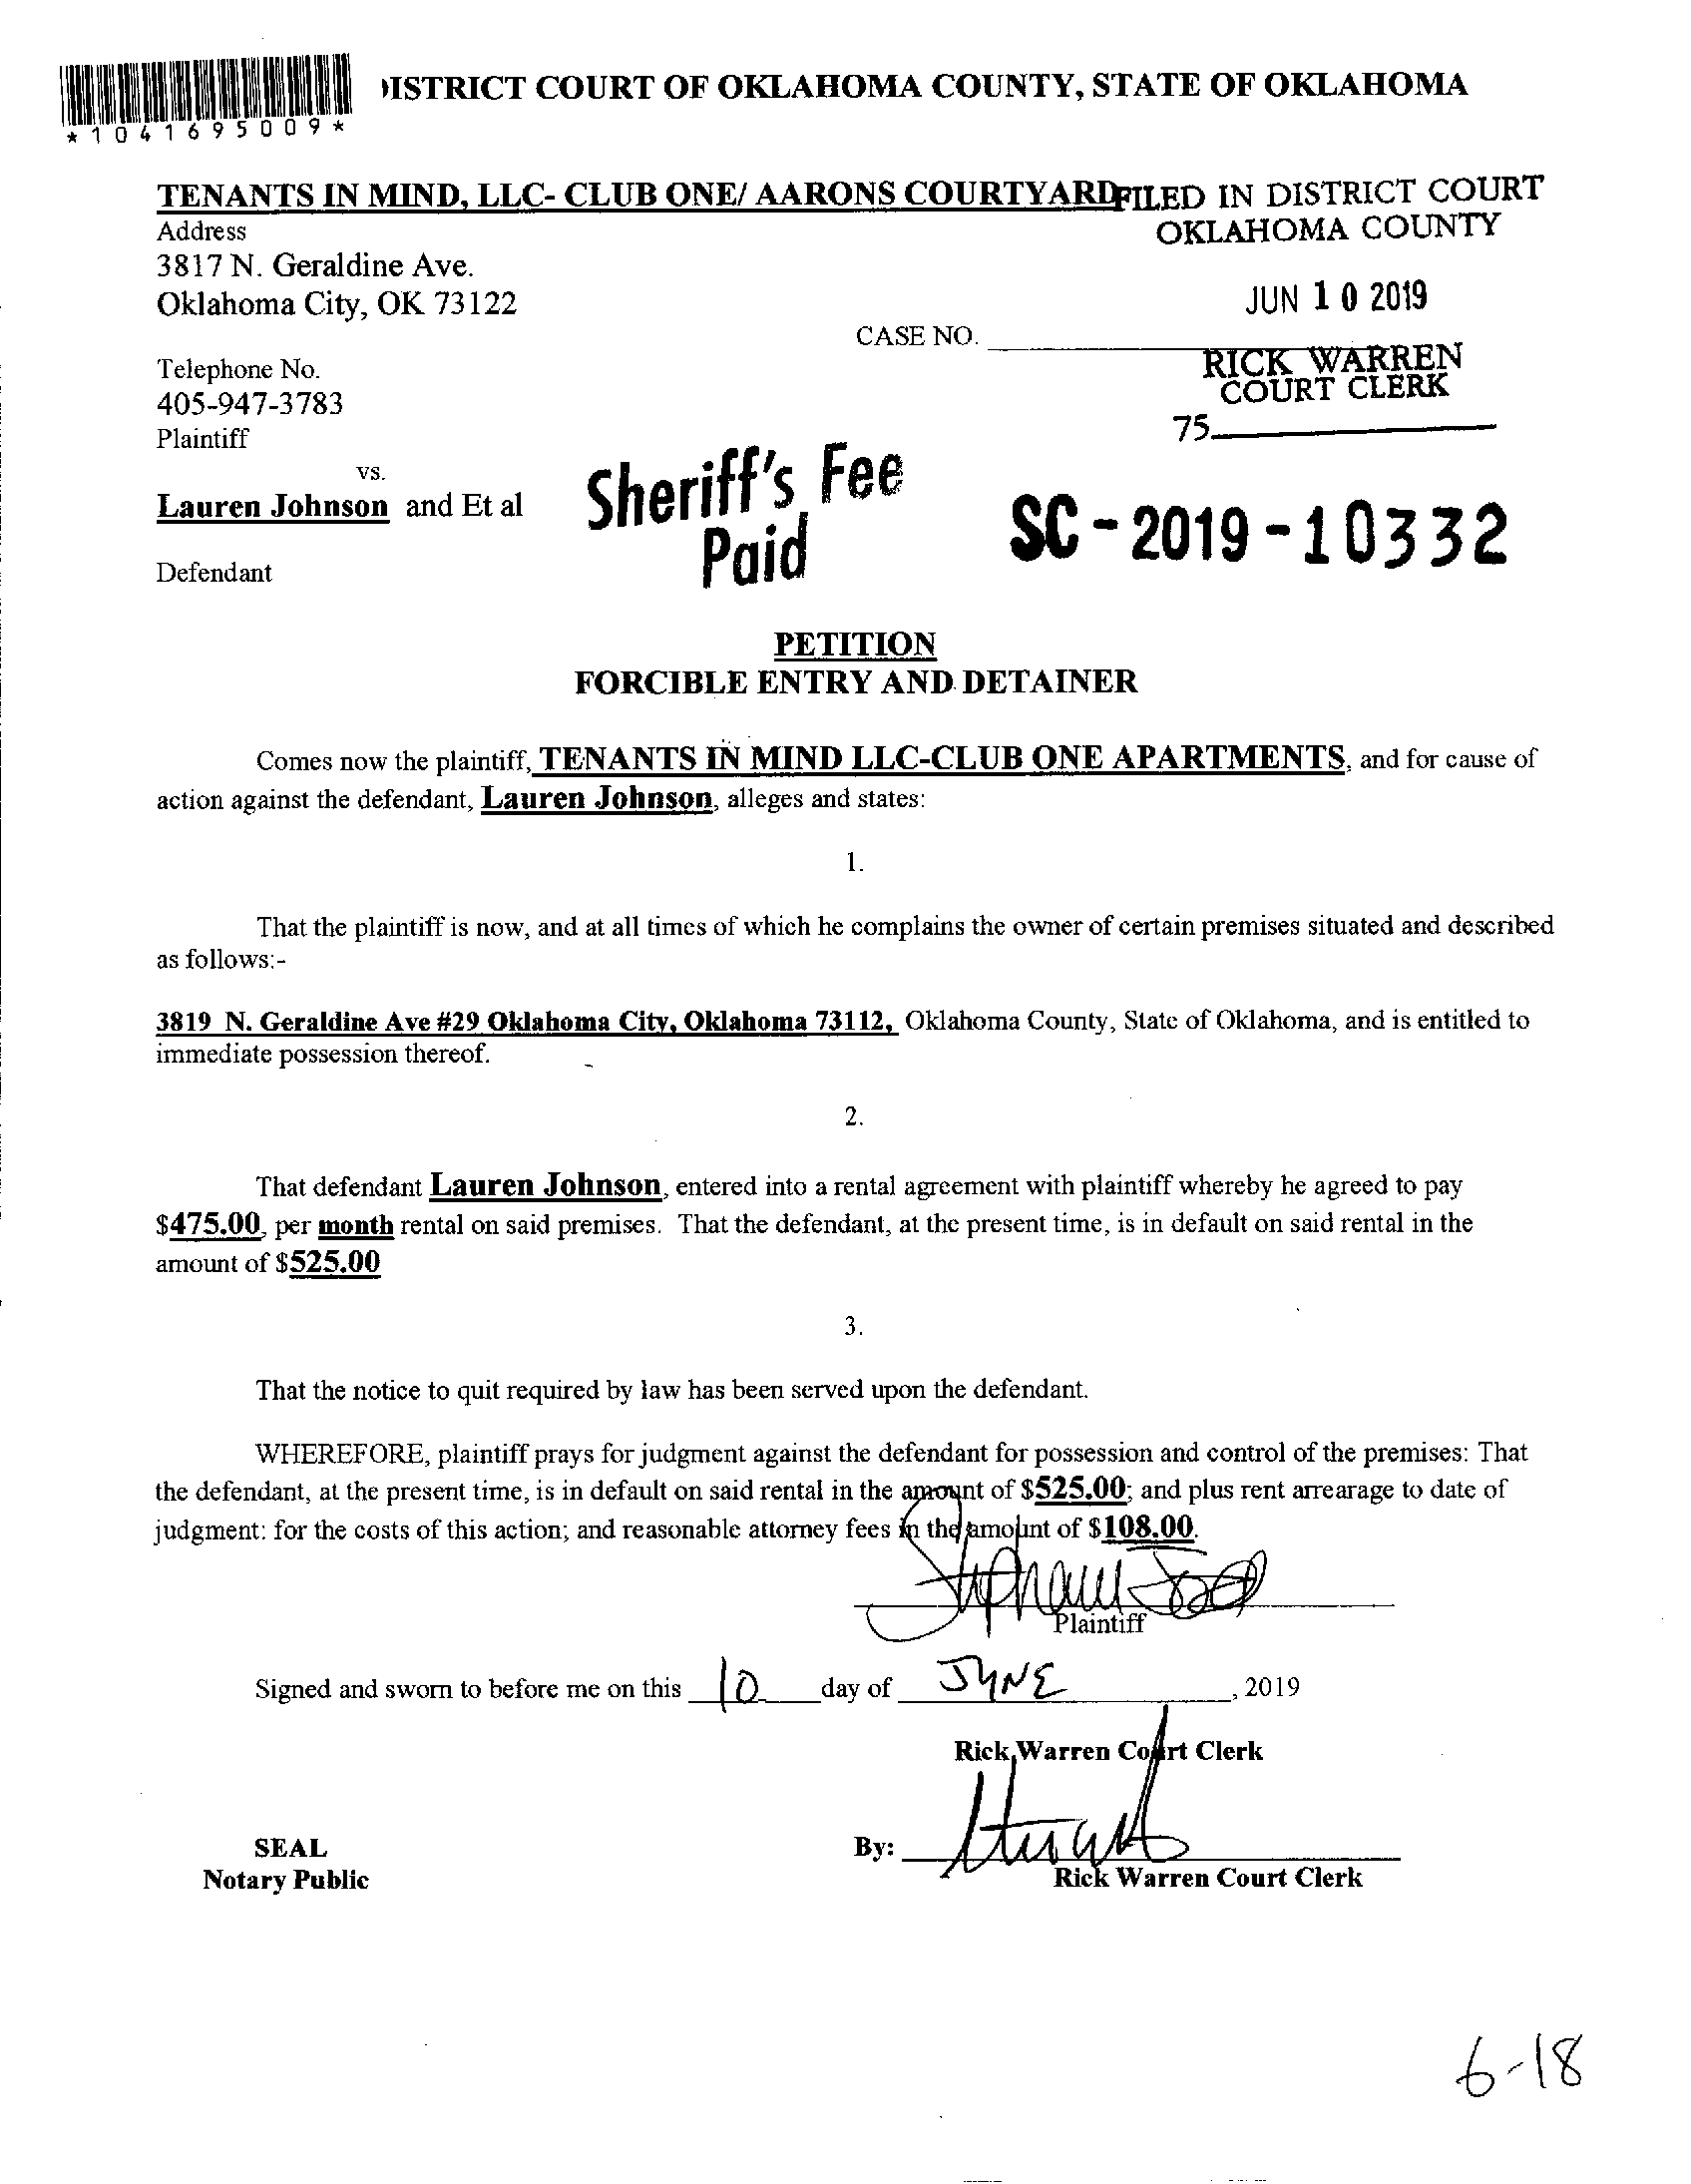 ISTRICT COURT OF OKLAHOMA COUNTY, STATE OF OKLAHOMA
*1041695009*
TENANTS IN MIND, LLC- CLUB ONE/ AARONS COURTYARD
FILED IN DISTRICT COURT
OKLAHOMA COUNTY
Address
3817 N. Geraldine Ave.
Oklahoma City, OK 73122
JUN 10 2019
CASE NO.
RICK WARREN
COURT CLERK
Telephone No.
405-947-3783
75
Plaintiff
vs.
Lauren Johnson and Et al
Sheriff's Fee
Paid
SC-2019-10332
Defendant
PETITION
FORCIBLE ENTRY AND DETAINER
Comes now the plaintiff, TENANTS IN MIND LLC-CLUB ONE APARTMENTS, and for cause of
action against the defendant, Lauren Johnson, alleges and states:
1.
That the plaintiff is now, and at all times of which he complains the owner of certain premises situated and described
as follows:-
3819 N. Geraldine Ave #29 Oklahoma City, Oklahoma 73112, Oklahoma County, State of Oklahoma, and is entitled to
immediate possession thereof.
2.
That defendant Lauren Johnson, entered into a rental agreement with plaintiff whereby he agreed to pay
$475.00, per month rental on said premises. That the defendant, at the present time, is in default on said rental in the
amount of $525.00
3.
That the notice to quit required by law has been served upon the defendant.
WHEREFORE, plaintiff prays for judgment against the defendant for possession and control of the premises: That
the defendant, at the present time, is in default on said rental in the amount of $525.00; and plus rent arrearage to date of
judgment: for the costs of this action; and reasonable attorney fees in the amount of $108.00.
Plaintiff
Signed and sworn to before me on this 10 day of JUNE, 2019
Rick Warren Court Clerk
SEAL
Notary Public
By:
Rick Warren Court Clerk
6-18